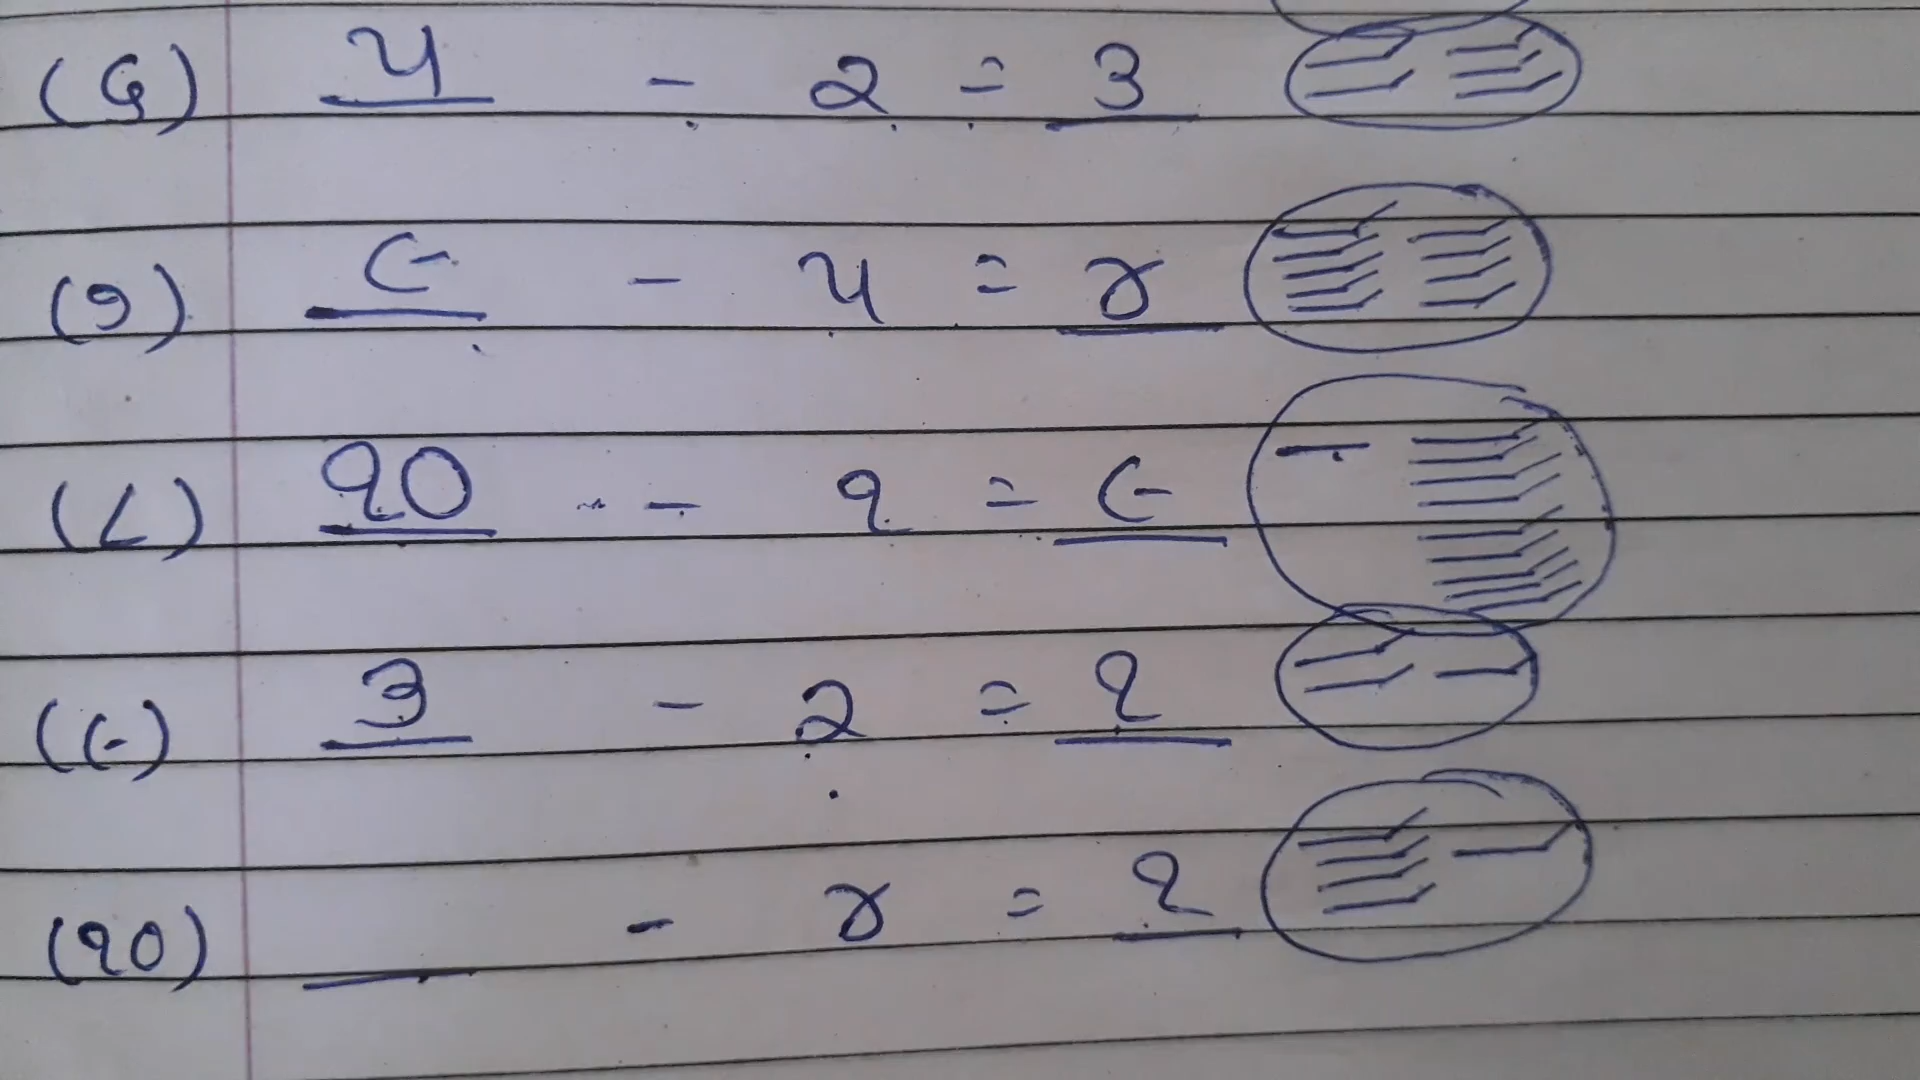 (૬) ૫ - ૨ = ૩
(૭) ૯ - ૫ = ૪
(૮) ૧૦ - ૧ = ૯
(૯) ૩ - ૨ = ૧
(૧૦) __ - ૪ = ૧